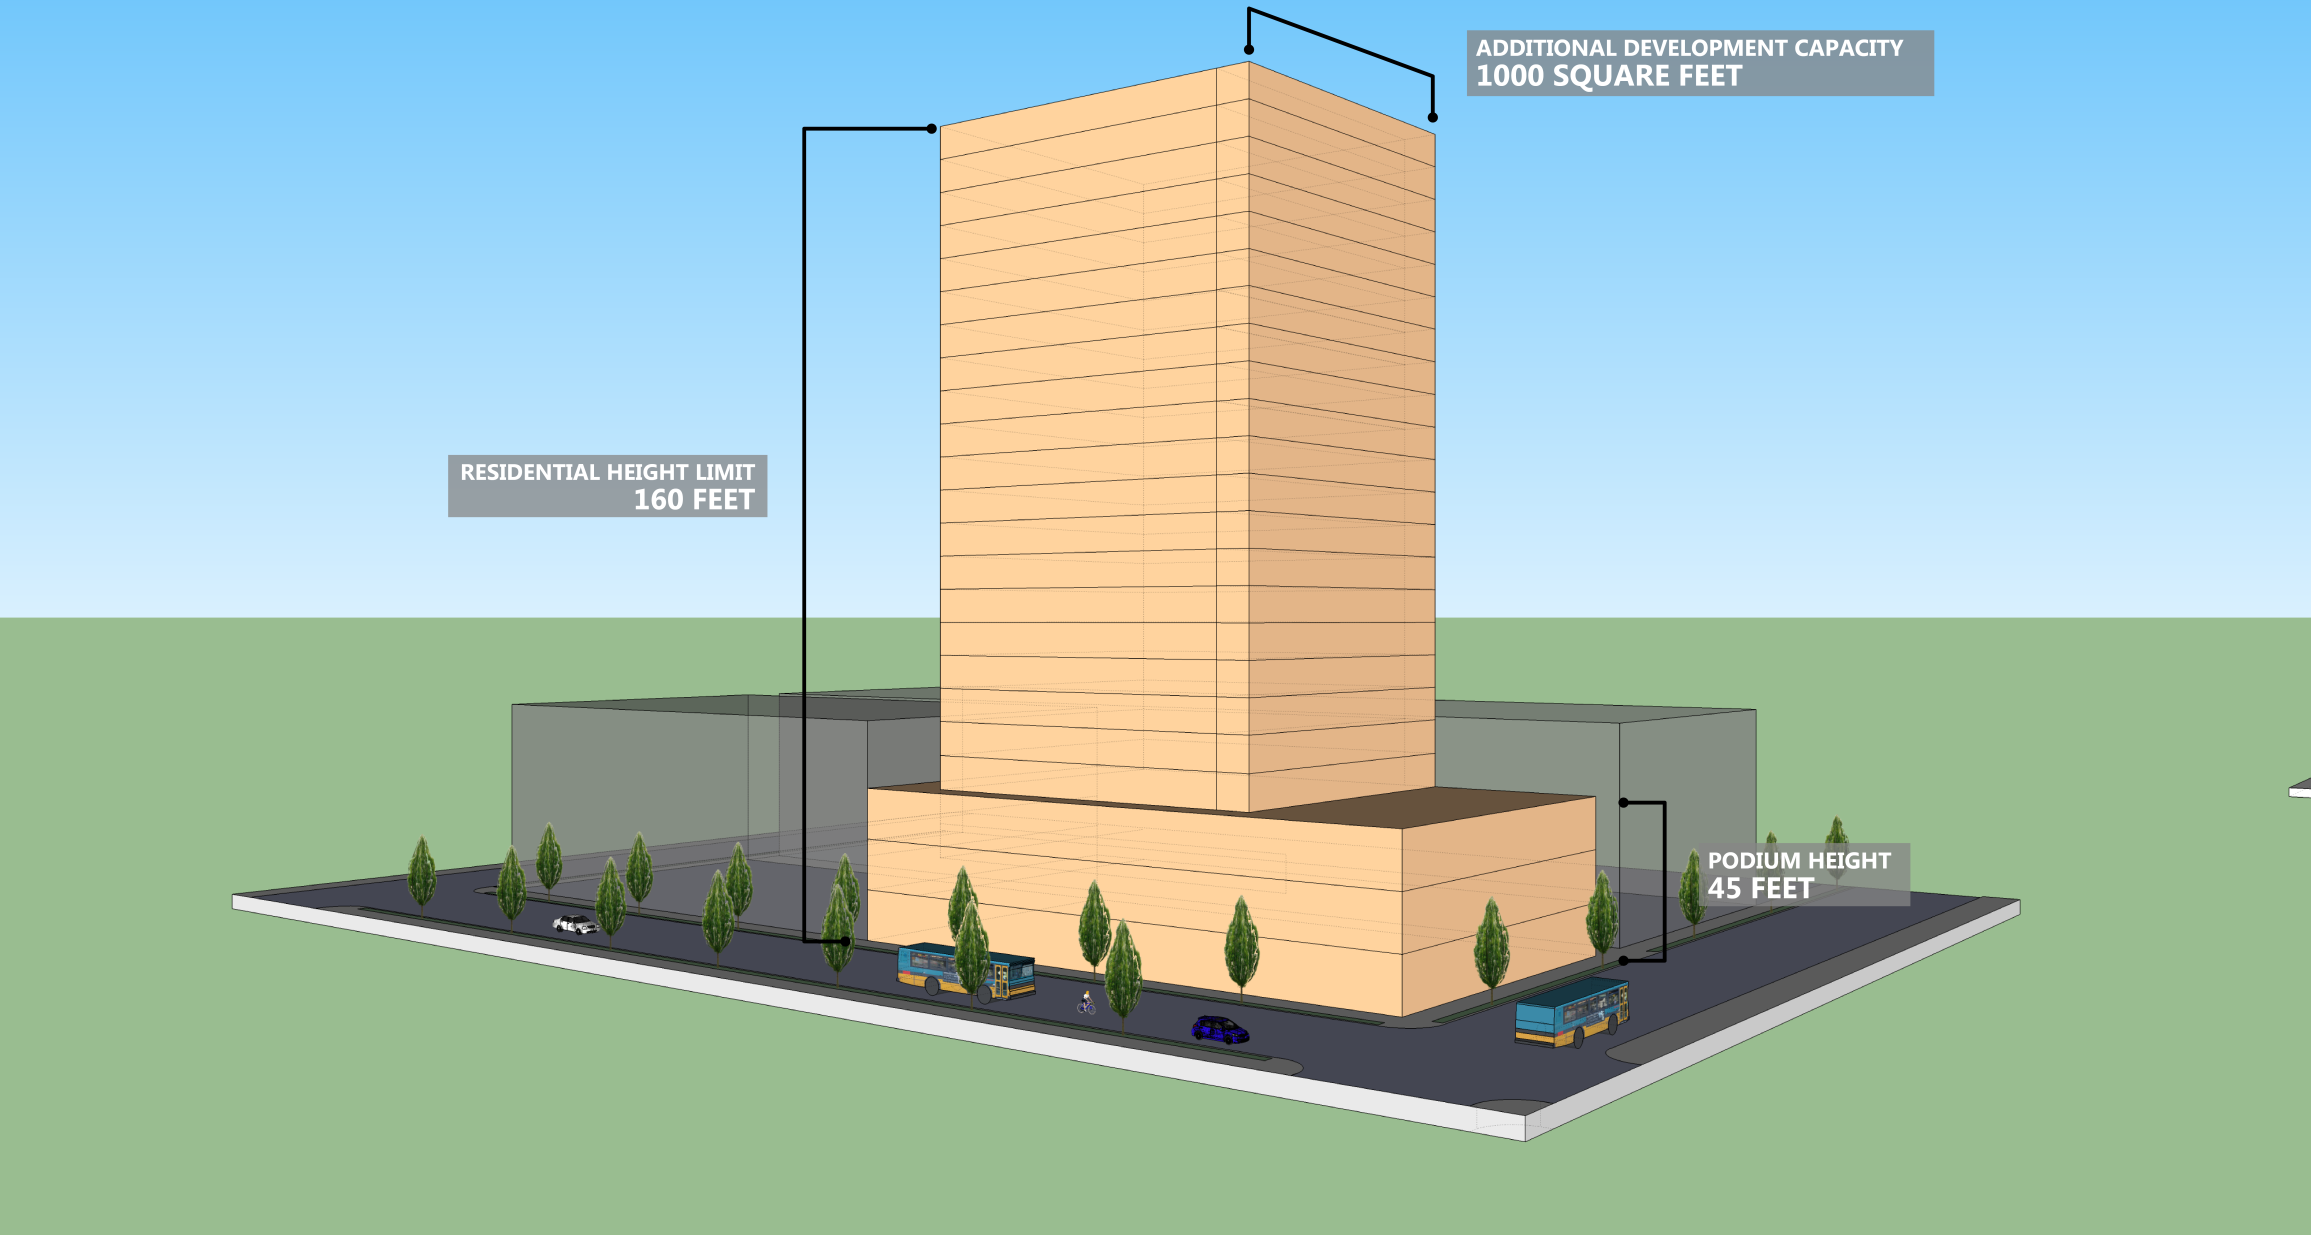 ADDITIONAL DEVELOPMENT CAPACITY
1000 SQUARE FEET
RESIDENTIAL HEIGHT LIMIT
160 FEET
PODIUM HEIGHT
45 FEET